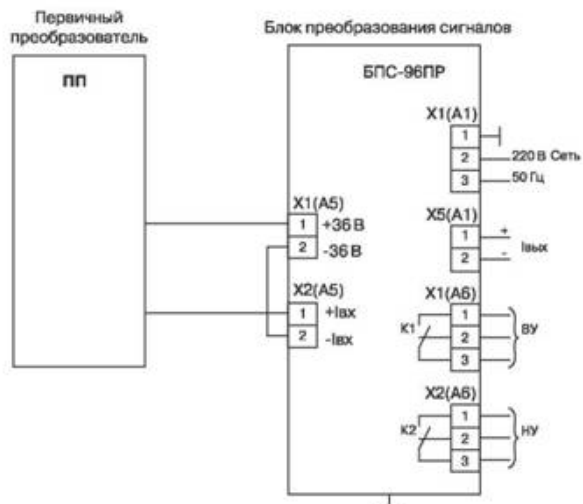 Первичный
преобразователь
ПП
Блок преобразования сигналов
БПС-96ПР
X1(A5)
1 +36 В
2 -36 В
X2(A5)
1 +Iвх
2 -Iвх
X1(A1)
1
2 220 В Сеть
3 50 Гц
X5(A1)
1 +
2 -
Iвых
X1(A6)
К1
1
2
3
ВУ
X2(A6)
К2
1
2
3
НУ